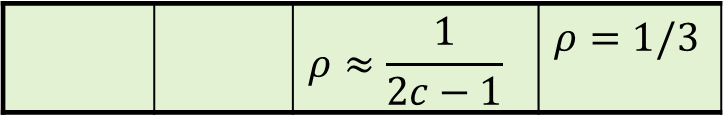 ρ ≈ 1/(2c − 1)
ρ = 1/3